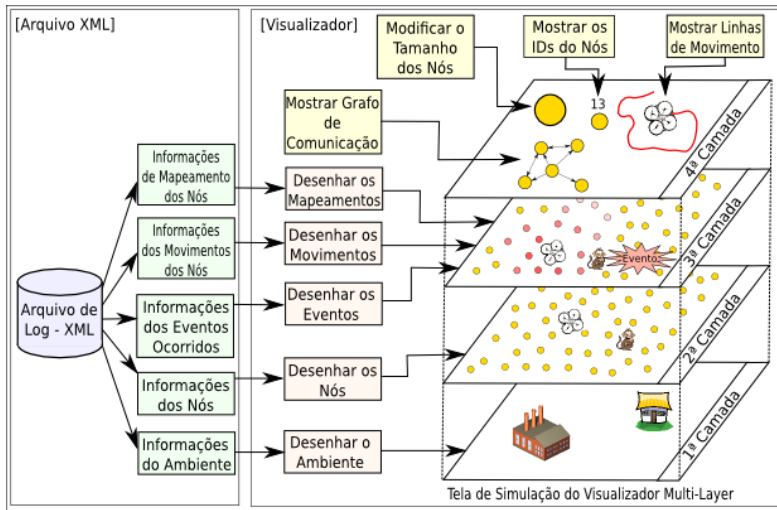 [Arquivo XML]
[Visualizador]
Modificar o
Tamanho
dos Nós
Mostrar os
IDs do Nós
Mostrar Linhas
de Movimento
Mostrar Grafo
de
Comunicação
13
4ª Camada
Informações
de Mapeamento
dos Nós
Desenhar os
Mapeamentos
Informações
dos Movimentos
dos Nós
Desenhar os
Movimentos
Evento
3ª Camada
Arquivo de
Log - XML
Informações
dos Eventos
Ocorridos
Desenhar os
Eventos
2ª Camada
Informações
dos Nós
Desenhar os
Nós
Informações
do Ambiente
Desenhar o
Ambiente
1ª Camada
Tela de Simulação do Visualizador Multi-Layer